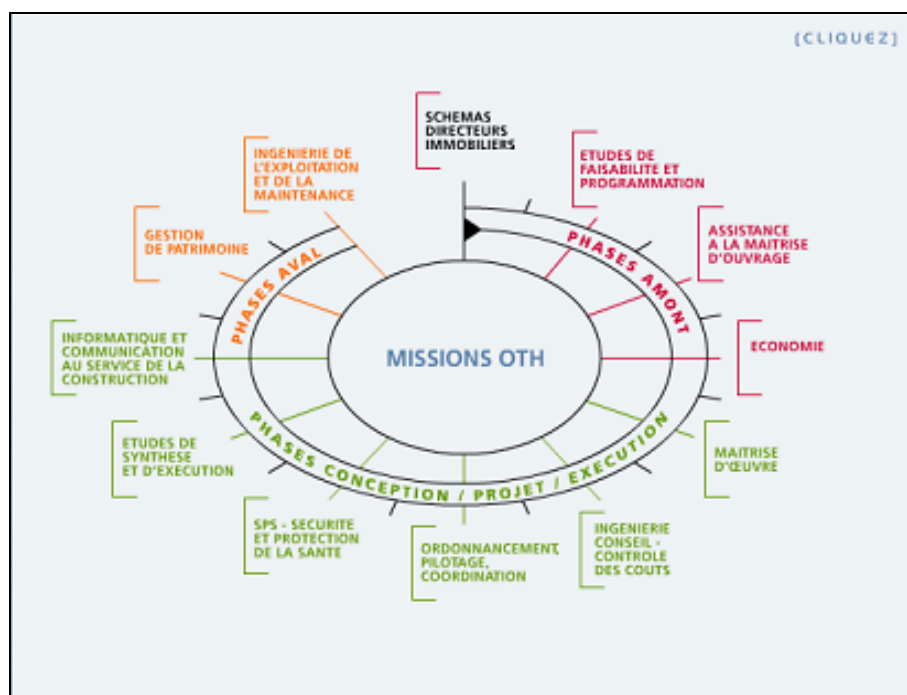 [CLIQUEZ]
SCHEMAS
DIRECTEURS
IMMOBILIERS
ETUDES DE
FAISABILITE ET
PROGRAMMATION
ASSISTANCE
A LA MAITRISE
D'OUVRAGE
ECONOMIE
MAITRISE
D'ŒUVRE
INGENIERIE
CONSEIL -
CONTROLE
DES COUTS
ORDONNANCEMENT,
PILOTAGE,
COORDINATION
SPS - SECURITE
ET PROTECTION
DE LA SANTE
ETUDES DE
SYNTHESE
ET D'EXECUTION
INFORMATIQUE ET
COMMUNICATION
AU SERVICE DE LA
CONSTRUCTION
GESTION
DE PATRIMOINE
INGENIERIE DE
L'EXPLOITATION
ET DE LA
MAINTENANCE
PHASES AMONT
PHASES CONCEPTION / PROJET / EXECUTION
PHASES AVAL
MISSIONS OTH